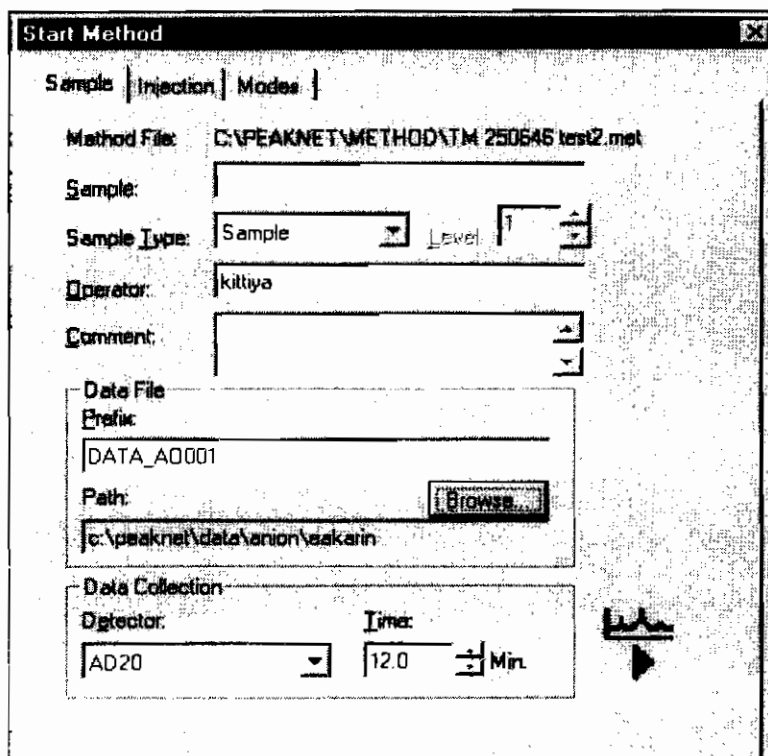 Start Method
Sample Injection Modes
Method File: C:\PEAKNET\METHOD\TM 250646 test2.met
Sample:
Sample Type: Sample Level 1
Operator: kittiya
Comment:
Data File
Prefix:
DATA_A0001
Path: Browse...
c:\peaknet\data\anion\eakarin
Data Collection
Detector: Time:
AD20 12.0 Min.